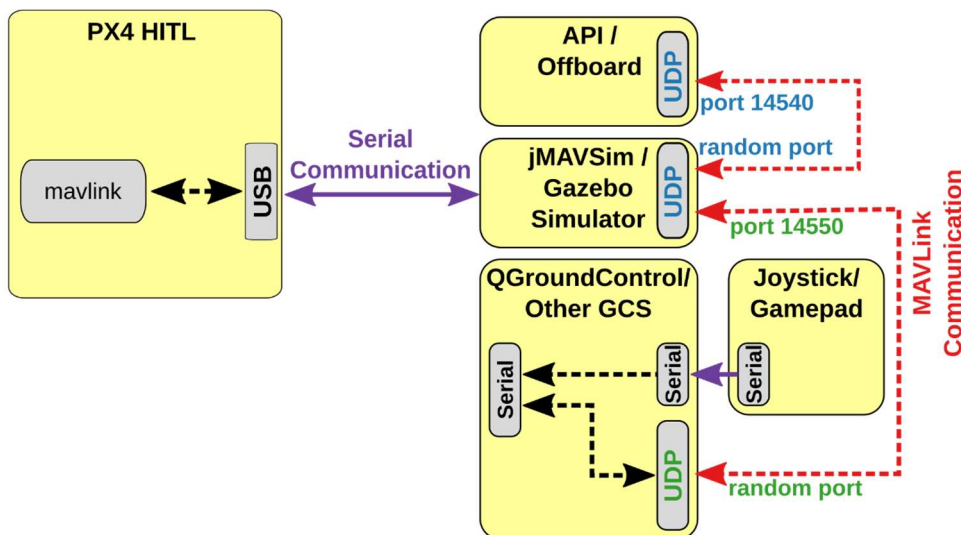 PX4 HITL
mavlink
USB
Serial
Communication
API /
Offboard
UDP
port 14540
random port
jMAVSim /
Gazebo
Simulator
UDP
port 14550
MAVLink
Communication
QGroundControl/
Other GCS
Serial
Serial
UDP
random port
Joystick/
Gamepad
Serial